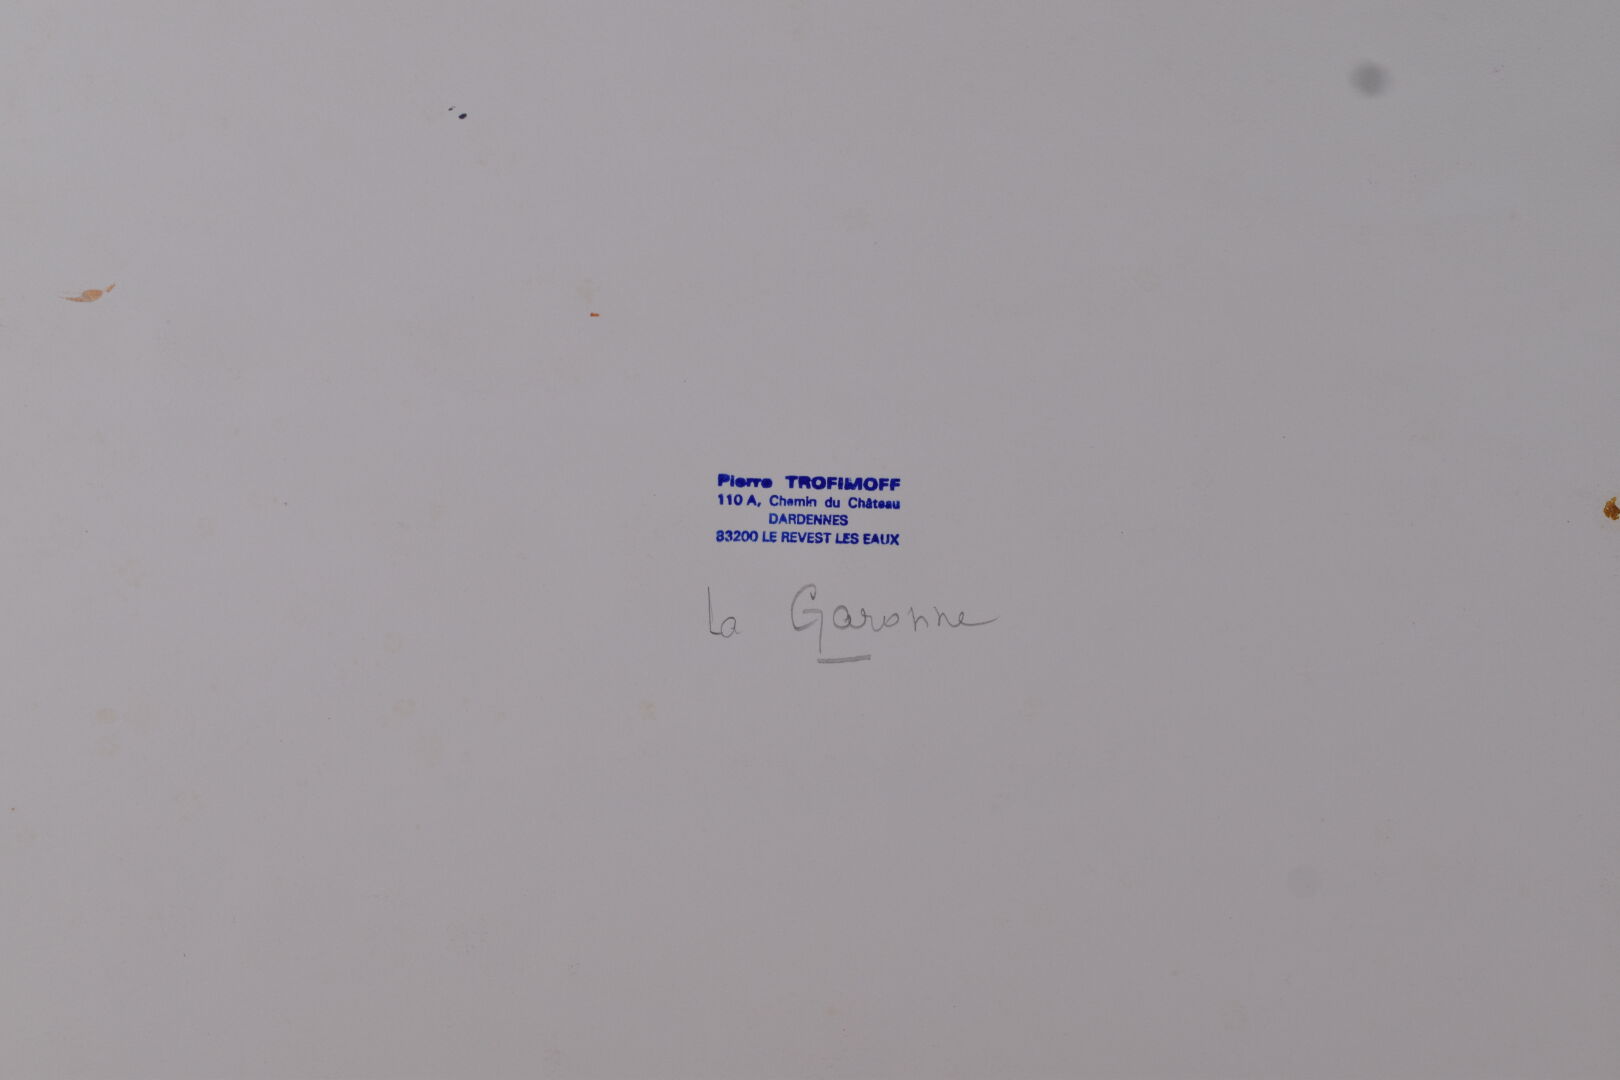 Pierre TROFIMOFF
110 A, Chemin du Château
DARDENNES
83200 LE REVEST LES EAUX
La Garonne